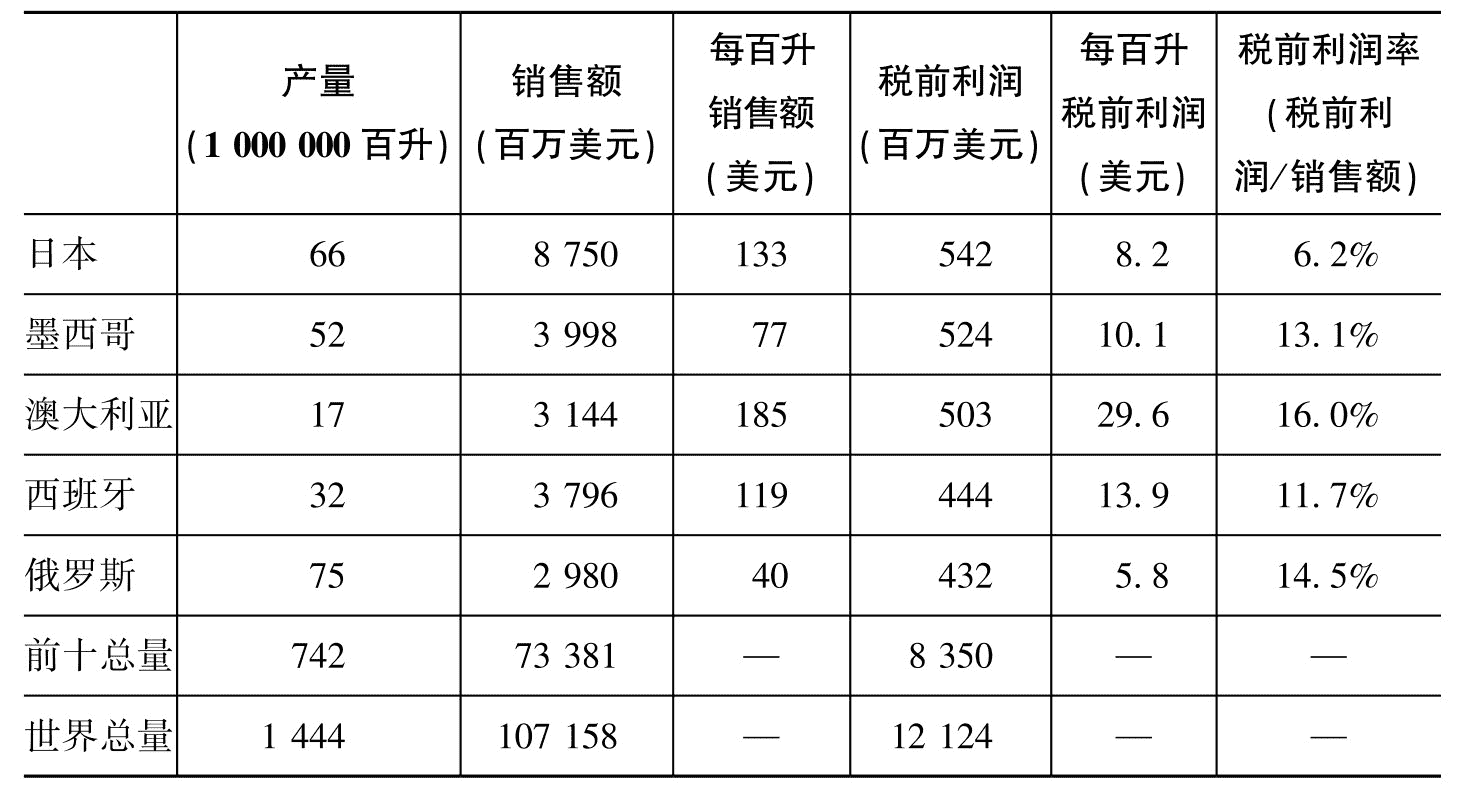 产量 (1 000 000 百升) 销售额 (百万美元) 每百升 销售额 (美元) 税前利润 (百万美元) 每百升 税前利润 (美元) 税前利润率 (税前利 润/销售额)
日本 66 8 750 133 542 8. 2 6. 2%
墨西哥 52 3 998 77 524 10. 1 13. 1%
澳大利亚 17 3 144 185 503 29. 6 16. 0%
西班牙 32 3 796 119 444 13. 9 11. 7%
俄罗斯 75 2 980 40 432 5. 8 14. 5%
前十总量 742 73 381 — 8 350 — —
世界总量 1 444 107 158 — 12 124 — —